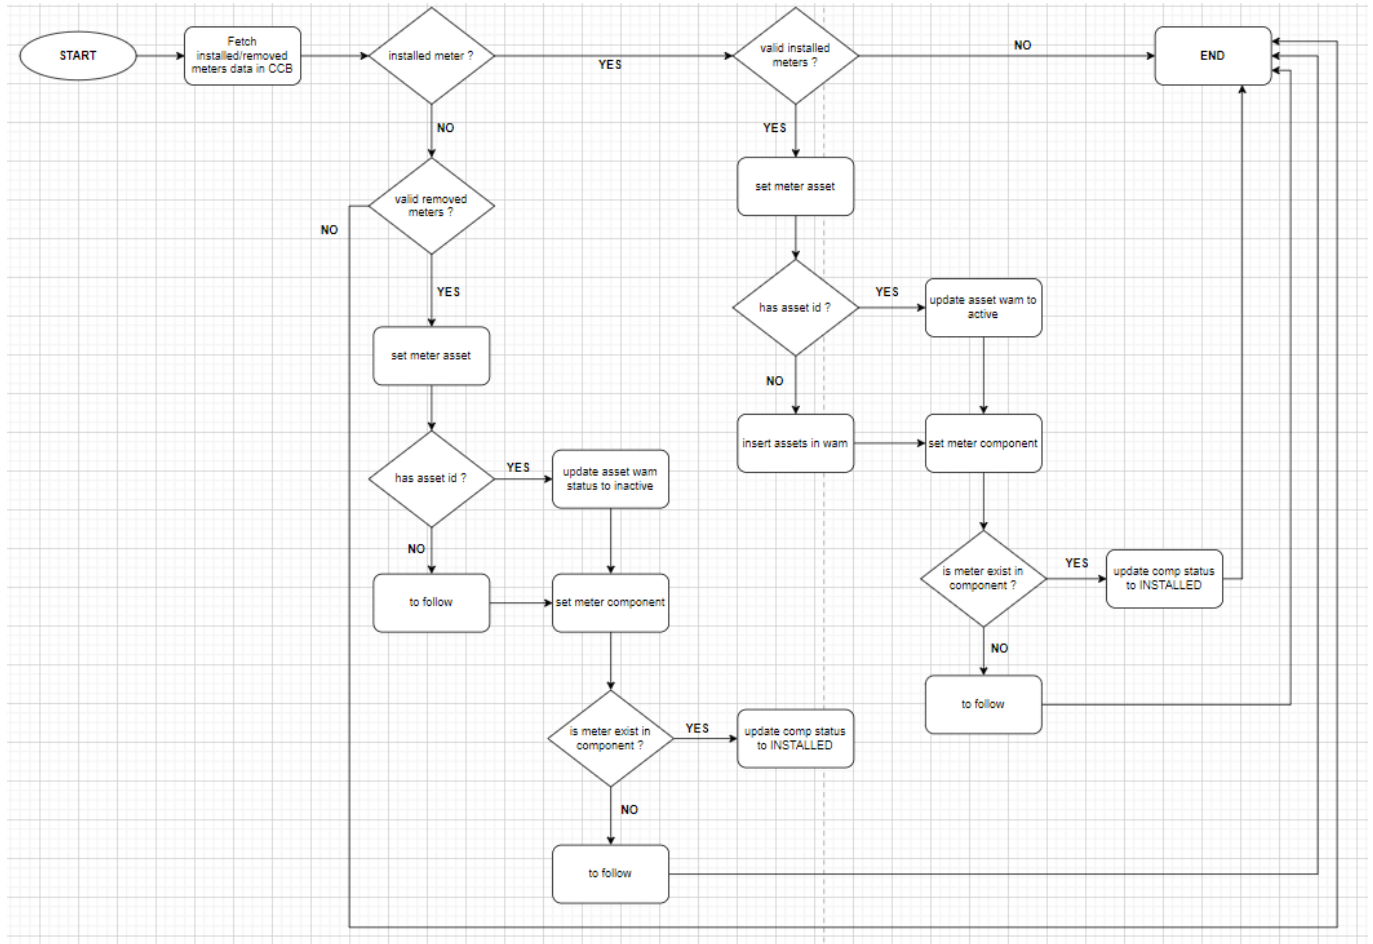 START
Fetch
installed/removed
meters data in CCB
installed meter ?
YES
valid installed
meters ?
NO
END
NO
YES
valid removed
meters ?
NO
set meter asset
YES
has asset id ?
YES
update asset wam to
active
set meter asset
NO
insert assets in wam
set meter component
has asset id ?
YES
update asset wam
status to inactive
NO
is meter exist in
component ?
YES
update comp status
to INSTALLED
to follow
set meter component
NO
to follow
is meter exist in
component ?
YES
update comp status
to INSTALLED
NO
to follow